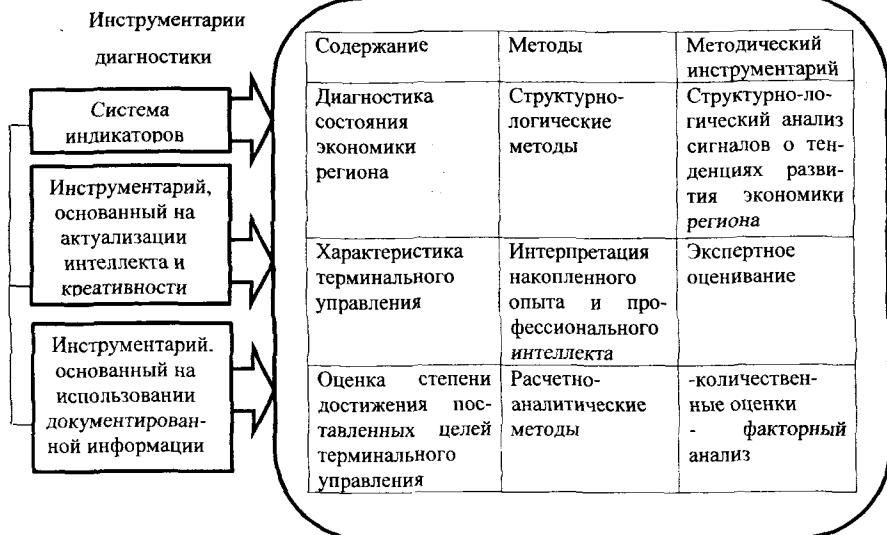 Инструментарии
диагностики
Система
индикаторов
Инструментарий,
основанный на
актуализации
интеллекта и
креативности
Инструментарий.
основанный на
использовании
документирован-
ной информации
Содержание
Методы
Методический
инструментарий
Диагностика
состояния
экономики
региона
Структурно-
логические
методы
Структурно-ло-
гический анализ
сигналов о тен-
денциях разви-
тия экономики
региона
Характеристика
терминального
управления
Интерпретация
накопленного
опыта и про-
фессионального
интеллекта
Экспертное
оценивание
Оценка степени
достижения пос-
тавленных целей
терминального
управления
Расчетно-
аналитические
методы
-количествен-
ные оценки
- факторный
анализ